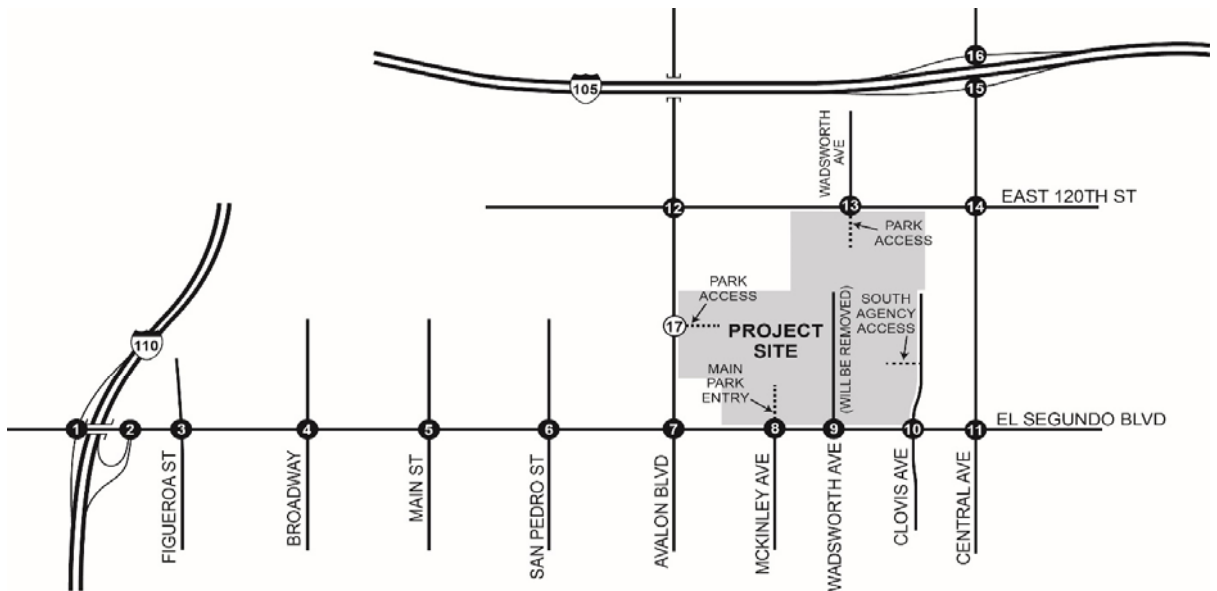 16
105
15
WADSWORTH
AVE
12
13
14
EAST 120TH ST
PARK
ACCESS
PARK
ACCESS
17
PROJECT
SITE
(WILL BE REMOVED)
SOUTH
AGENCY
ACCESS
MAIN
PARK
ENTRY
110
1
2
3
4
5
6
7
8
9
10
11
EL SEGUNDO BLVD
FIGUEROA ST
BROADWAY
MAIN ST
SAN PEDRO ST
AVALON BLVD
MCKINLEY AVE
WADSWORTH AVE
CLOVIS AVE
CENTRAL AVE